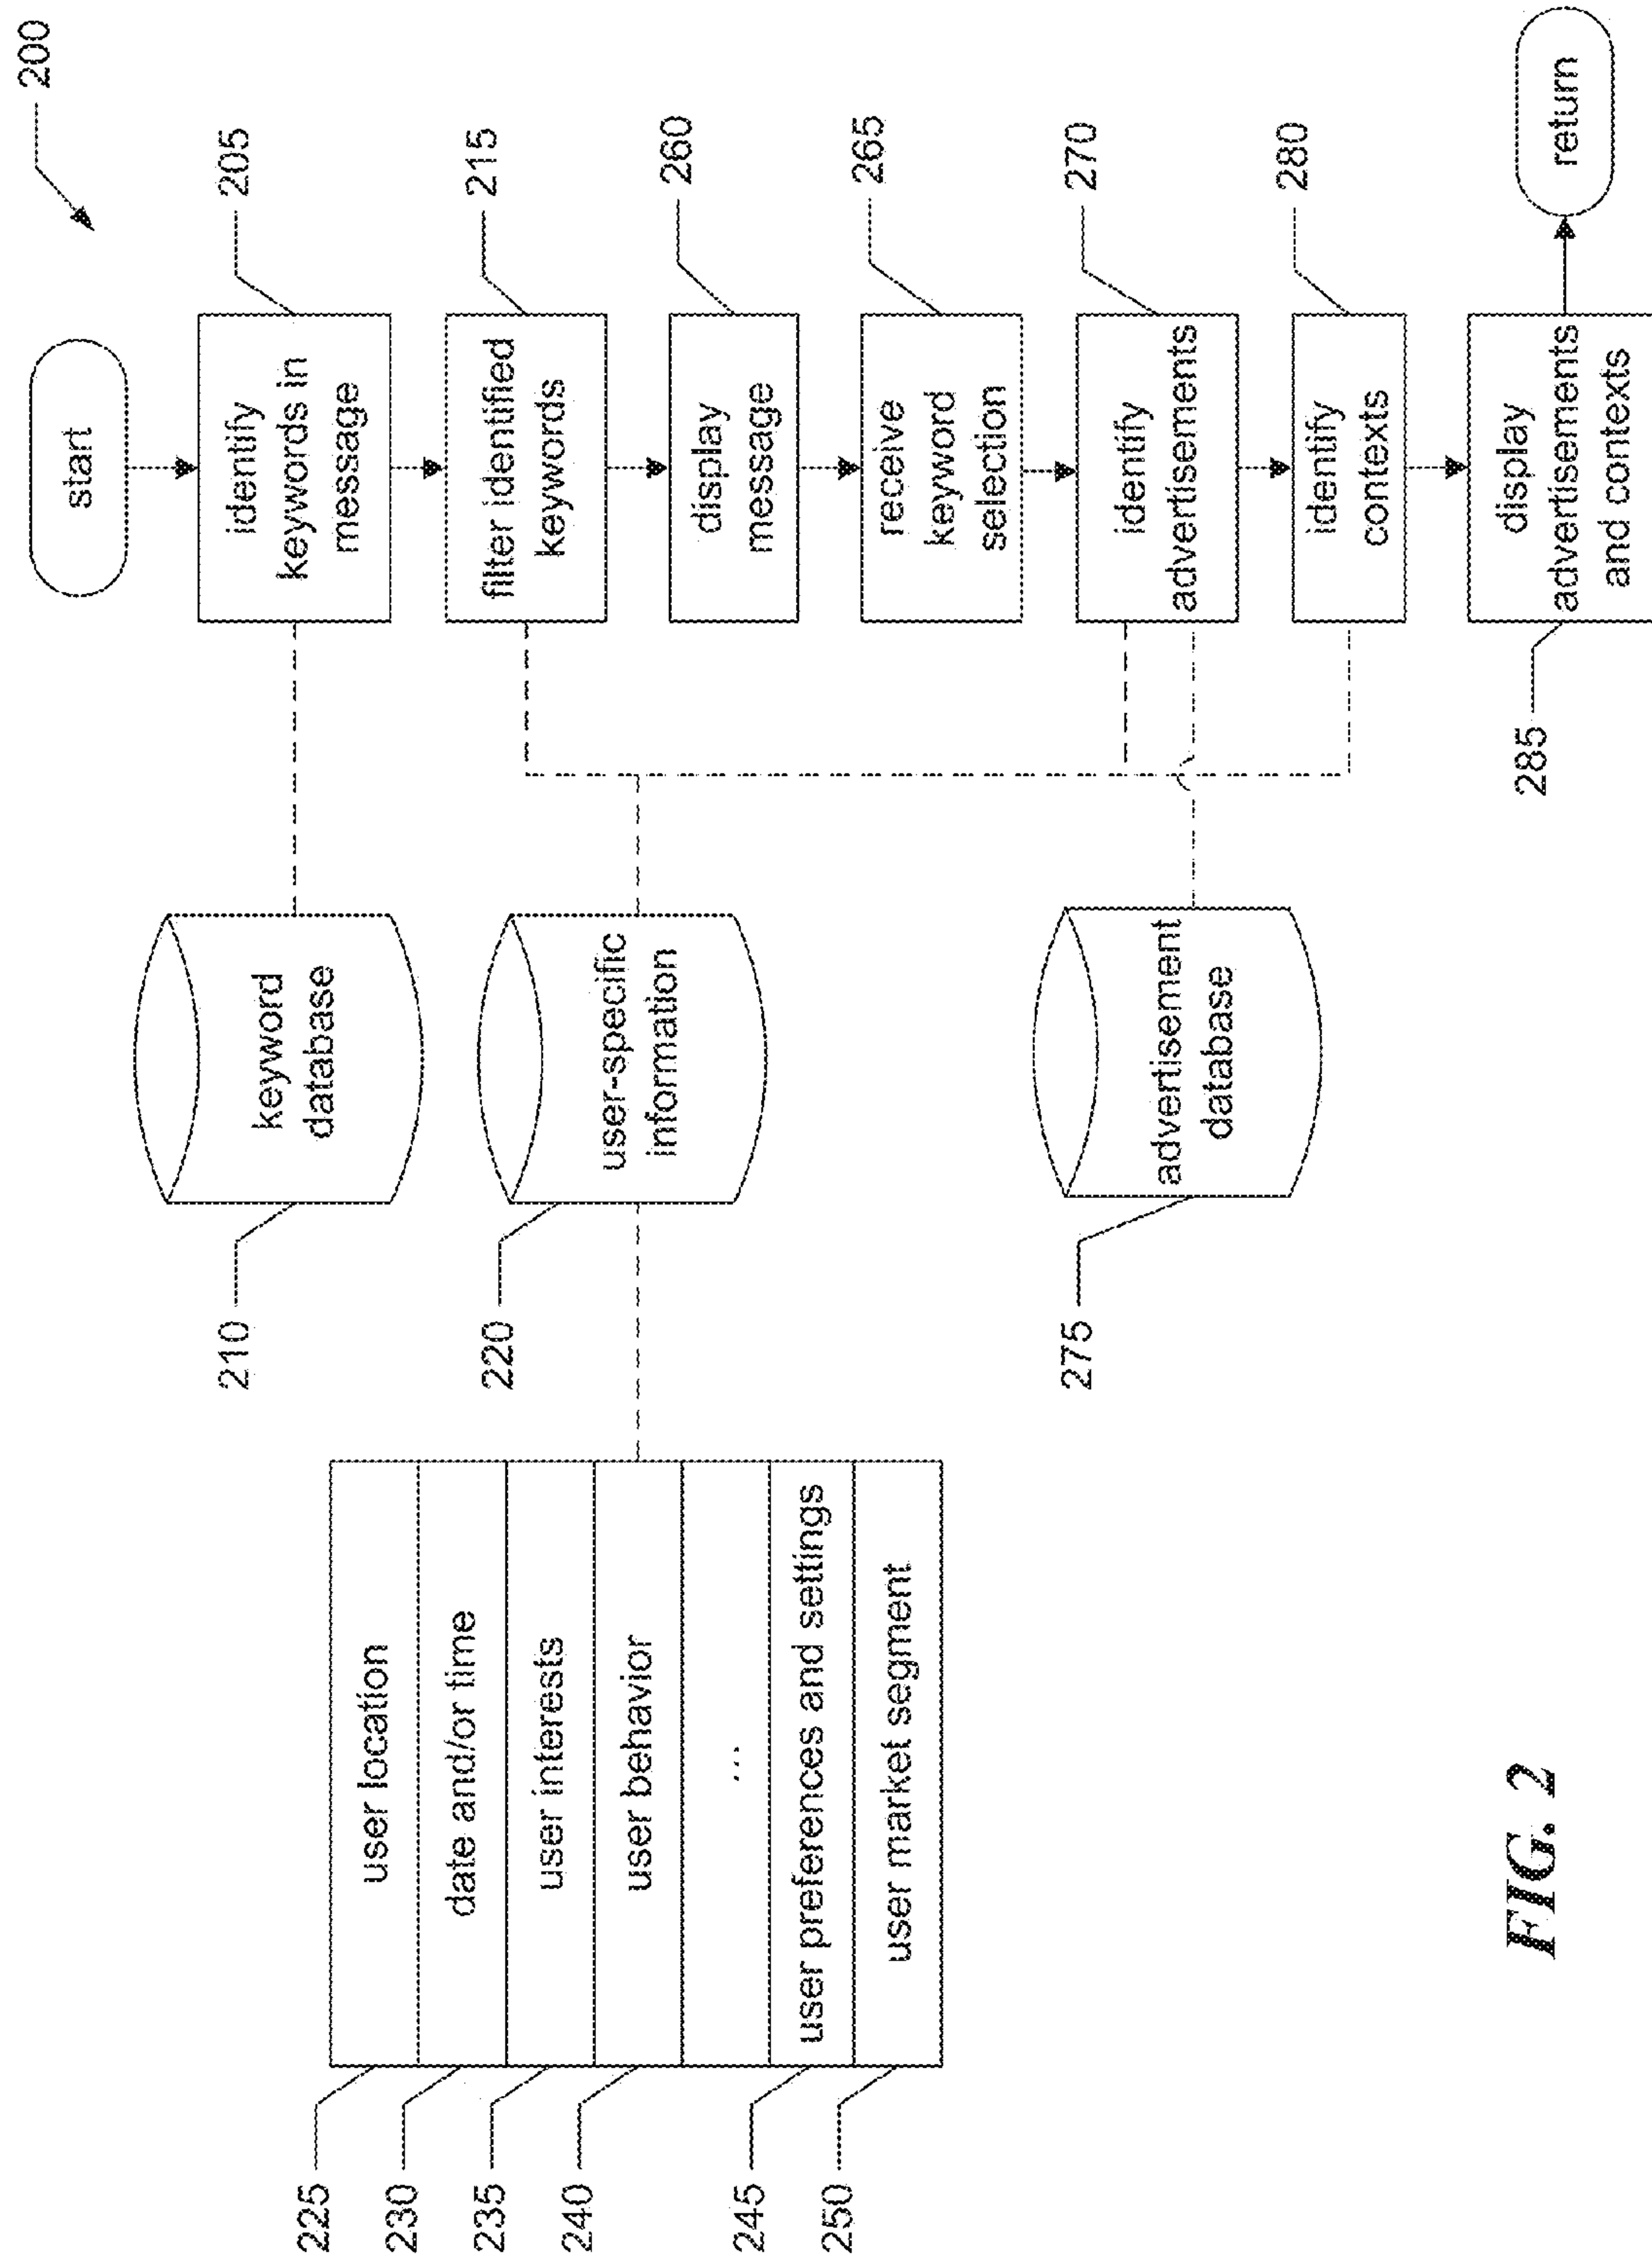 200
start
identify
keywords in
message
205
filter identified
keywords
215
display
message
260
receive
keyword
selection
265
identify
advertisements
270
identify
contexts
280
display
advertisements
and contexts
285
return
keyword
database
210
user-specific
information
220
advertisement
database
275
user location
225
date and/or time
230
user interests
235
user behavior
240
...
user preferences and settings
245
user market segment
250
FIG. 2